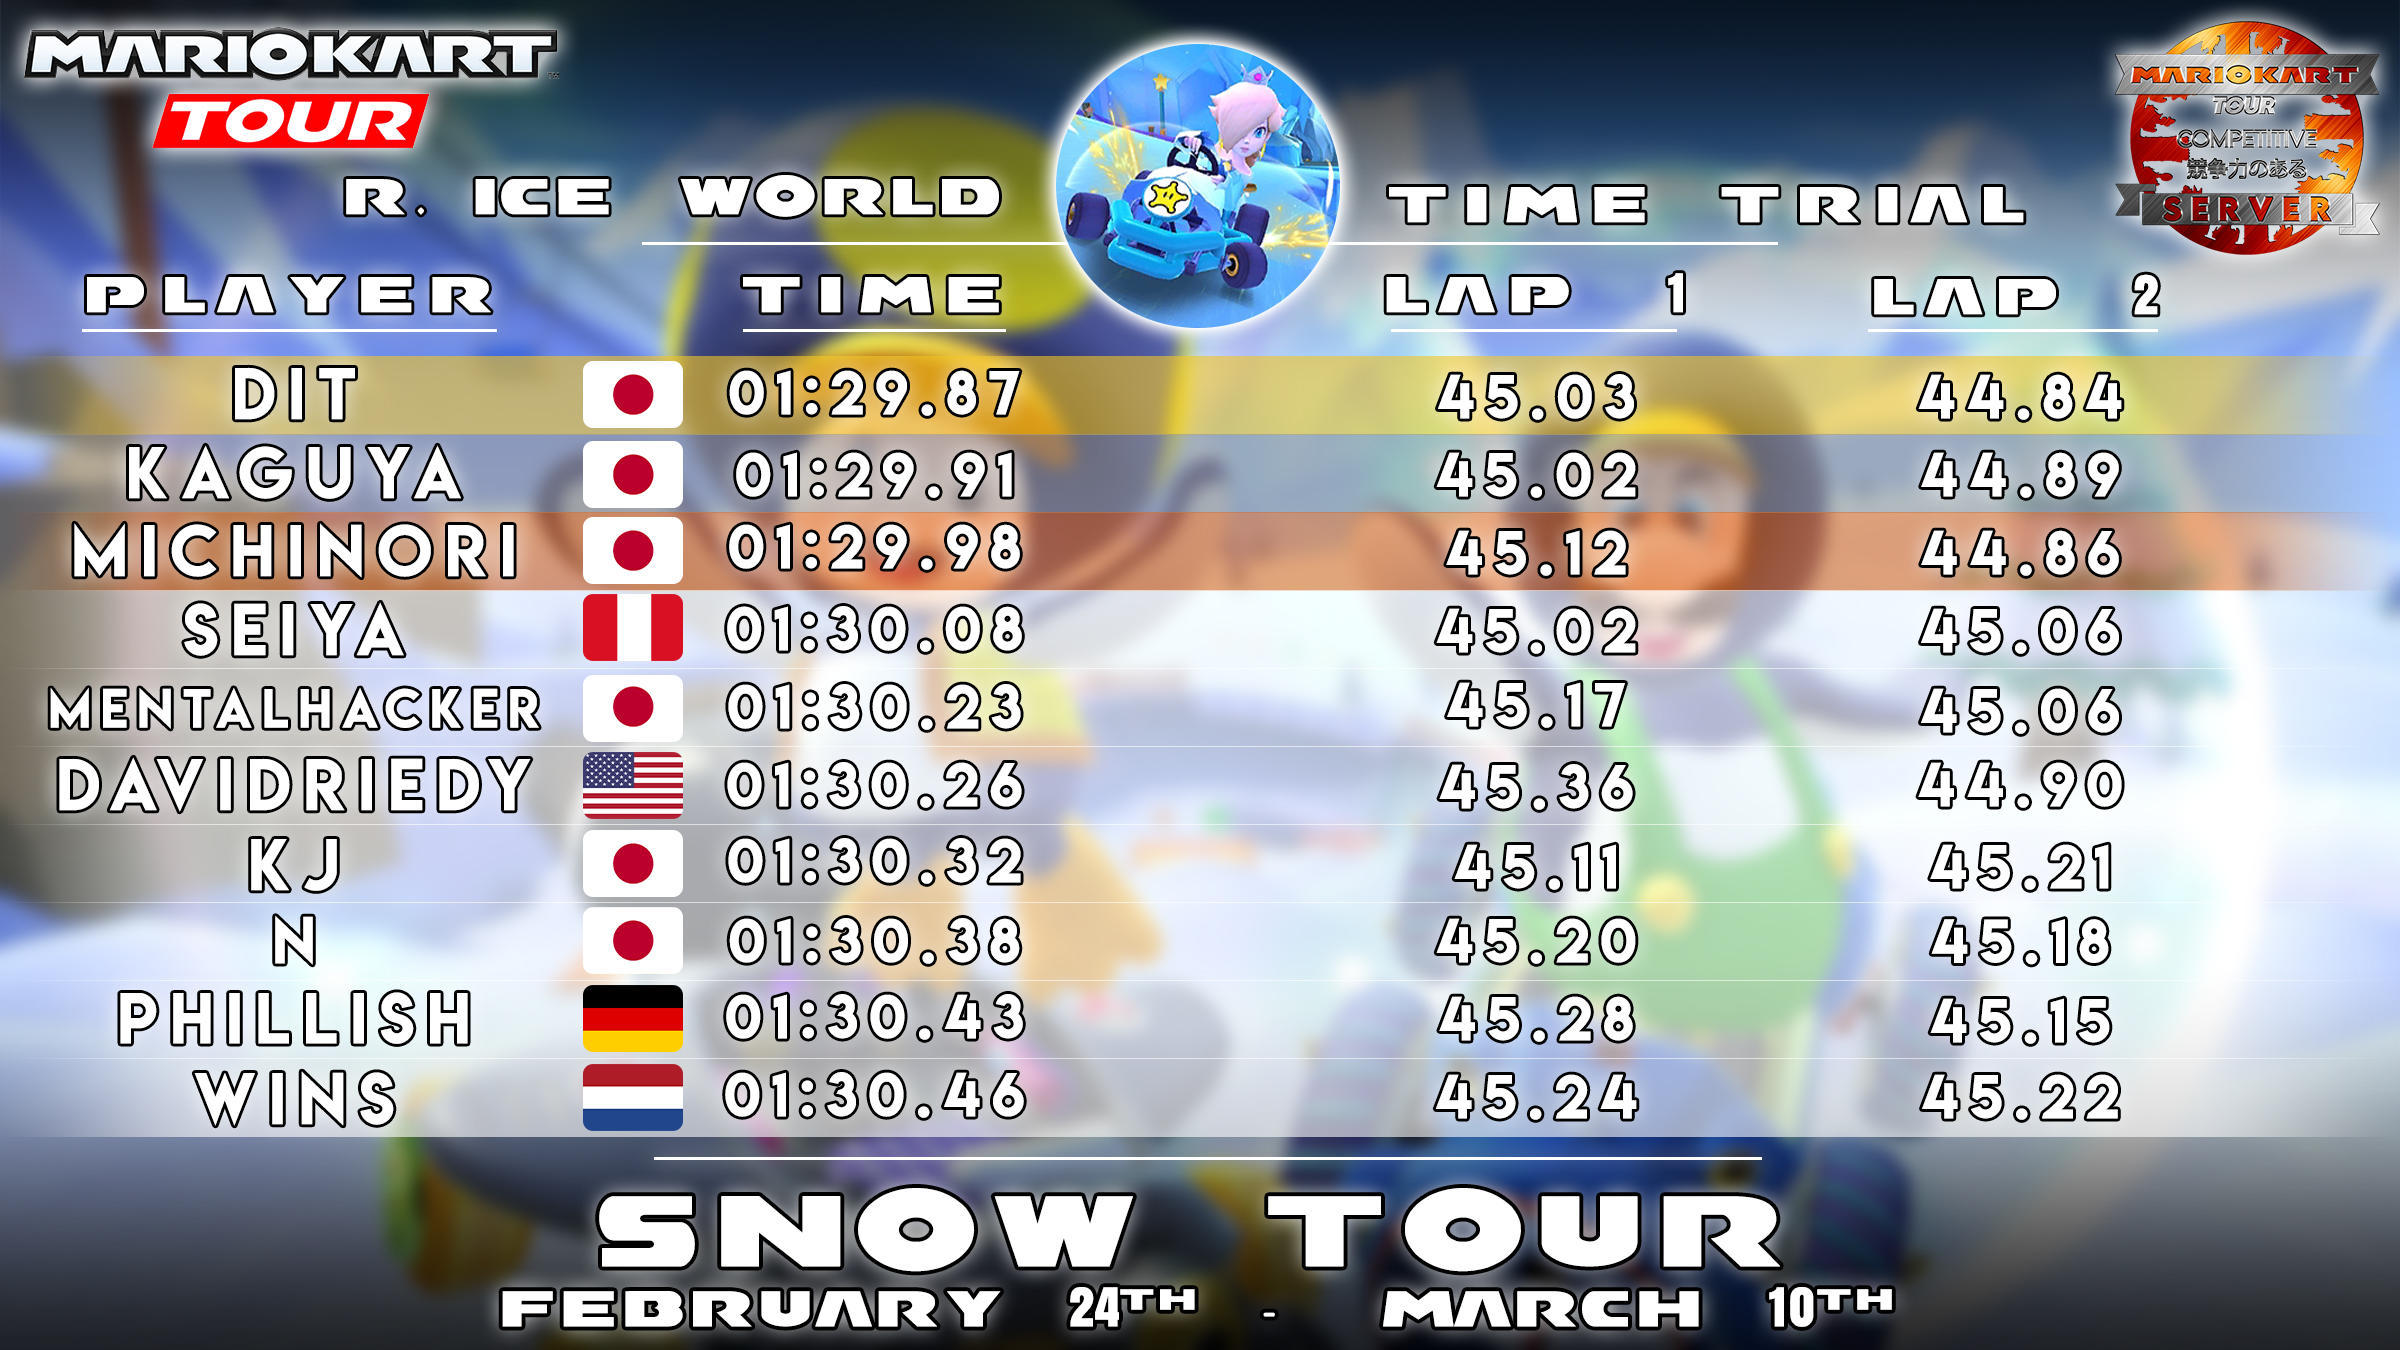 MARIOKART
TOUR
MARIOKART
TOUR
COMPETITIVE
競争力のある
SERVER
R. ICE WORLD TIME TRIAL
PLAYER TIME LAP 1 LAP 2
DIT 01:29.87 45.03 44.84
KAGUYA 01:29.91 45.02 44.89
MICHINORI 01:29.98 45.12 44.86
SEIYA 01:30.08 45.02 45.06
MENTALHACKER 01:30.23 45.17 45.06
DAVIDRIEDY 01:30.26 45.36 44.90
KJ 01:30.32 45.11 45.21
N 01:30.38 45.20 45.18
PHILLISH 01:30.43 45.28 45.15
WINS 01:30.46 45.24 45.22
SNOW TOUR
FEBRUARY 24TH - MARCH 10TH